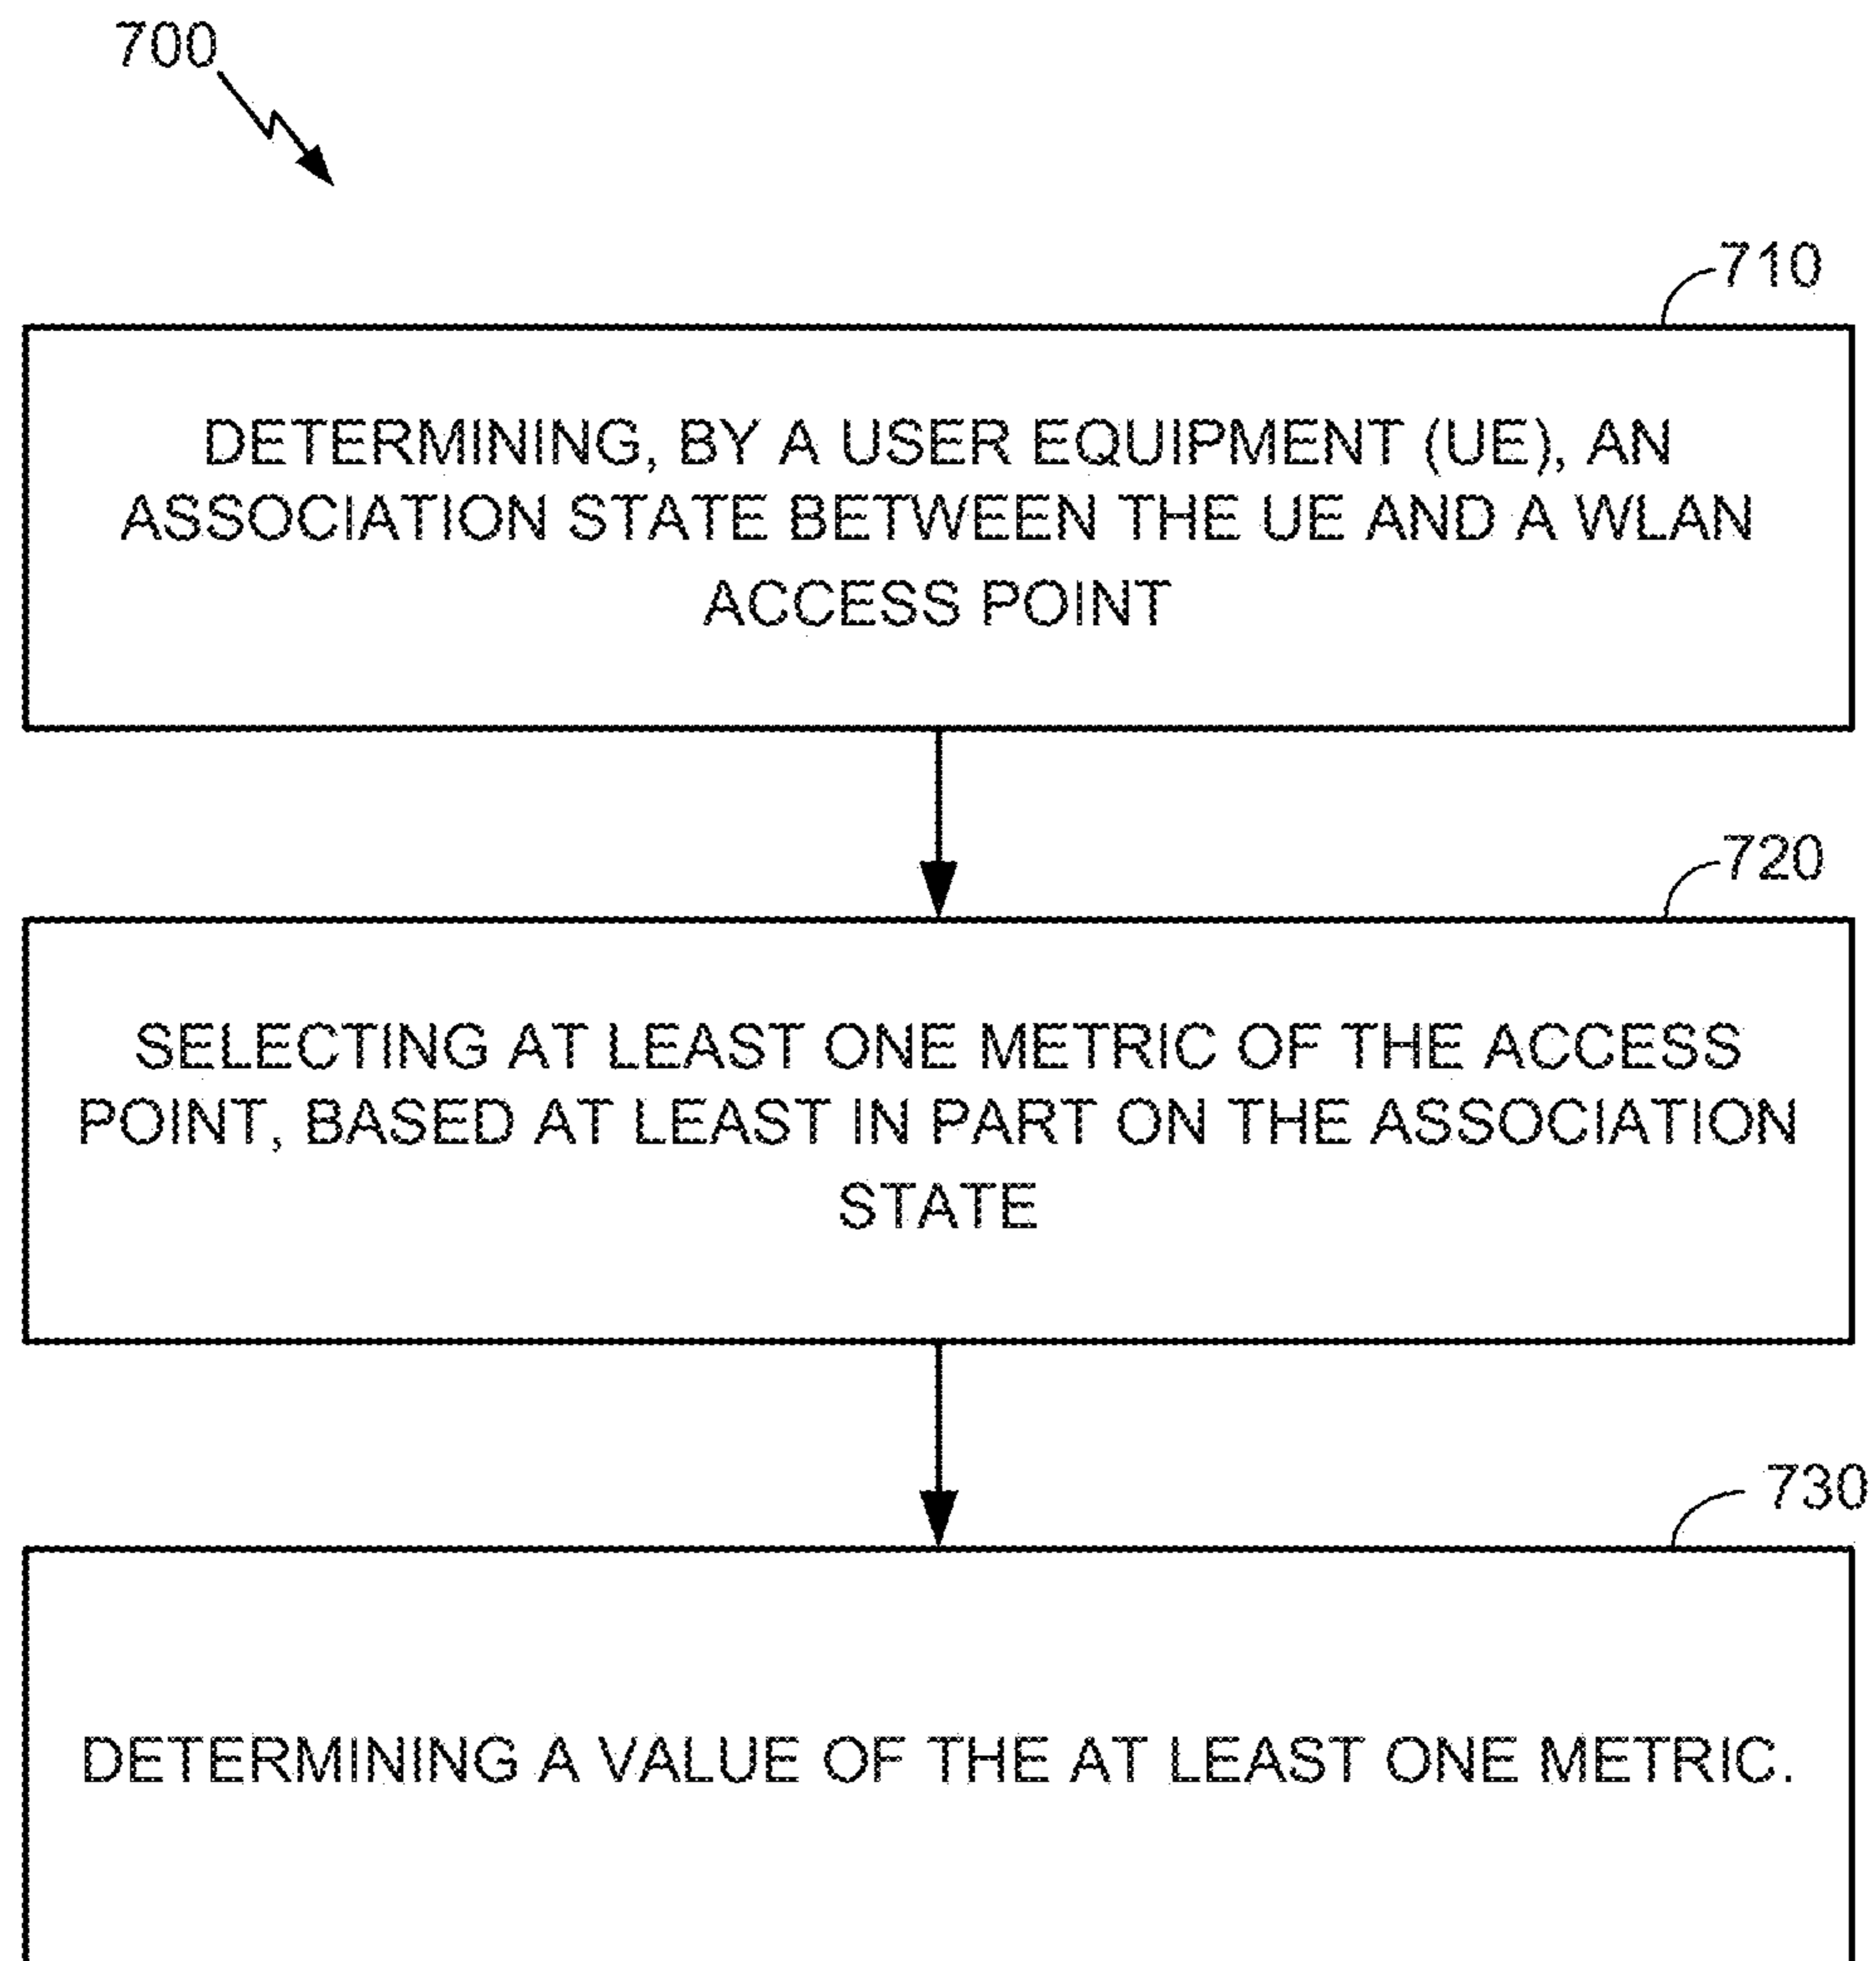 700
710
DETERMINING, BY A USER EQUIPMENT (UE), AN
ASSOCIATION STATE BETWEEN THE UE AND A WLAN
ACCESS POINT
720
SELECTING AT LEAST ONE METRIC OF THE ACCESS
POINT, BASED AT LEAST IN PART ON THE ASSOCIATION
STATE
730
DETERMINING A VALUE OF THE AT LEAST ONE METRIC.